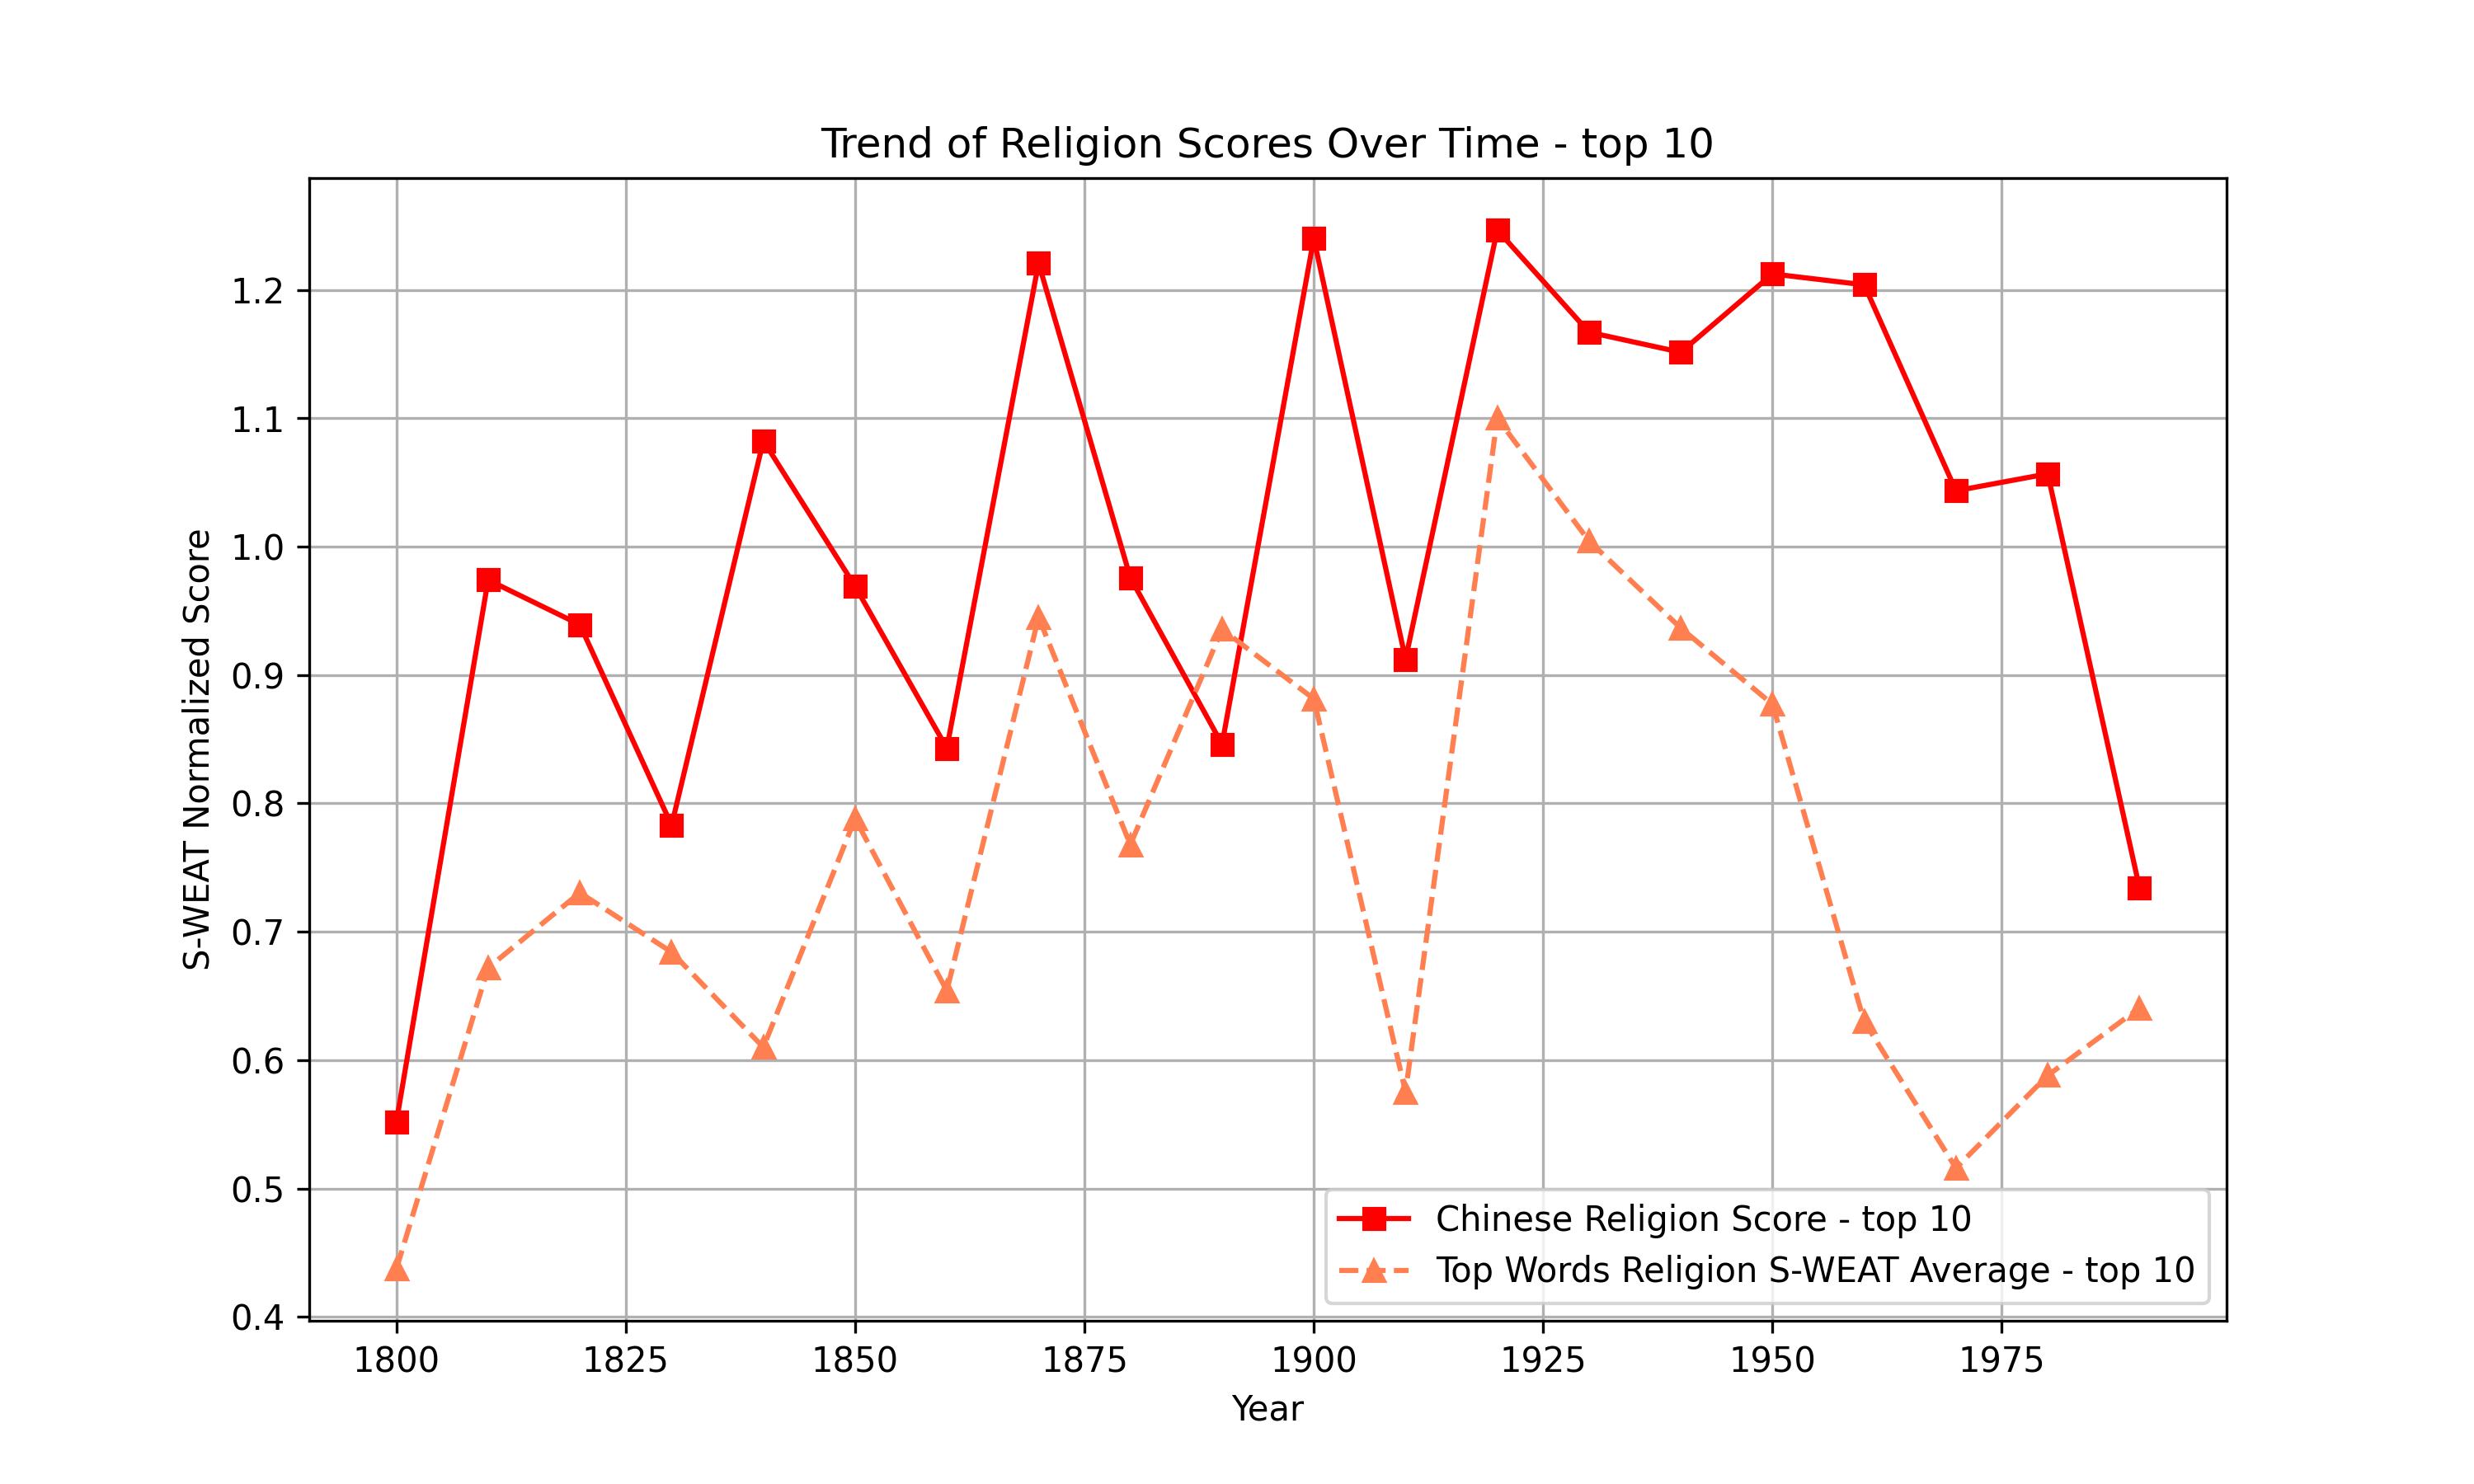 Trend of Religion Scores Over Time - top 10
S-WEAT Normalized Score
1.2
1.1
1.0
0.9
0.8
0.7
0.6
0.5
0.4
Chinese Religion Score - top 10
Top Words Religion S-WEAT Average - top 10
1800 1825 1850 1875 1900 1925 1950 1975
Year